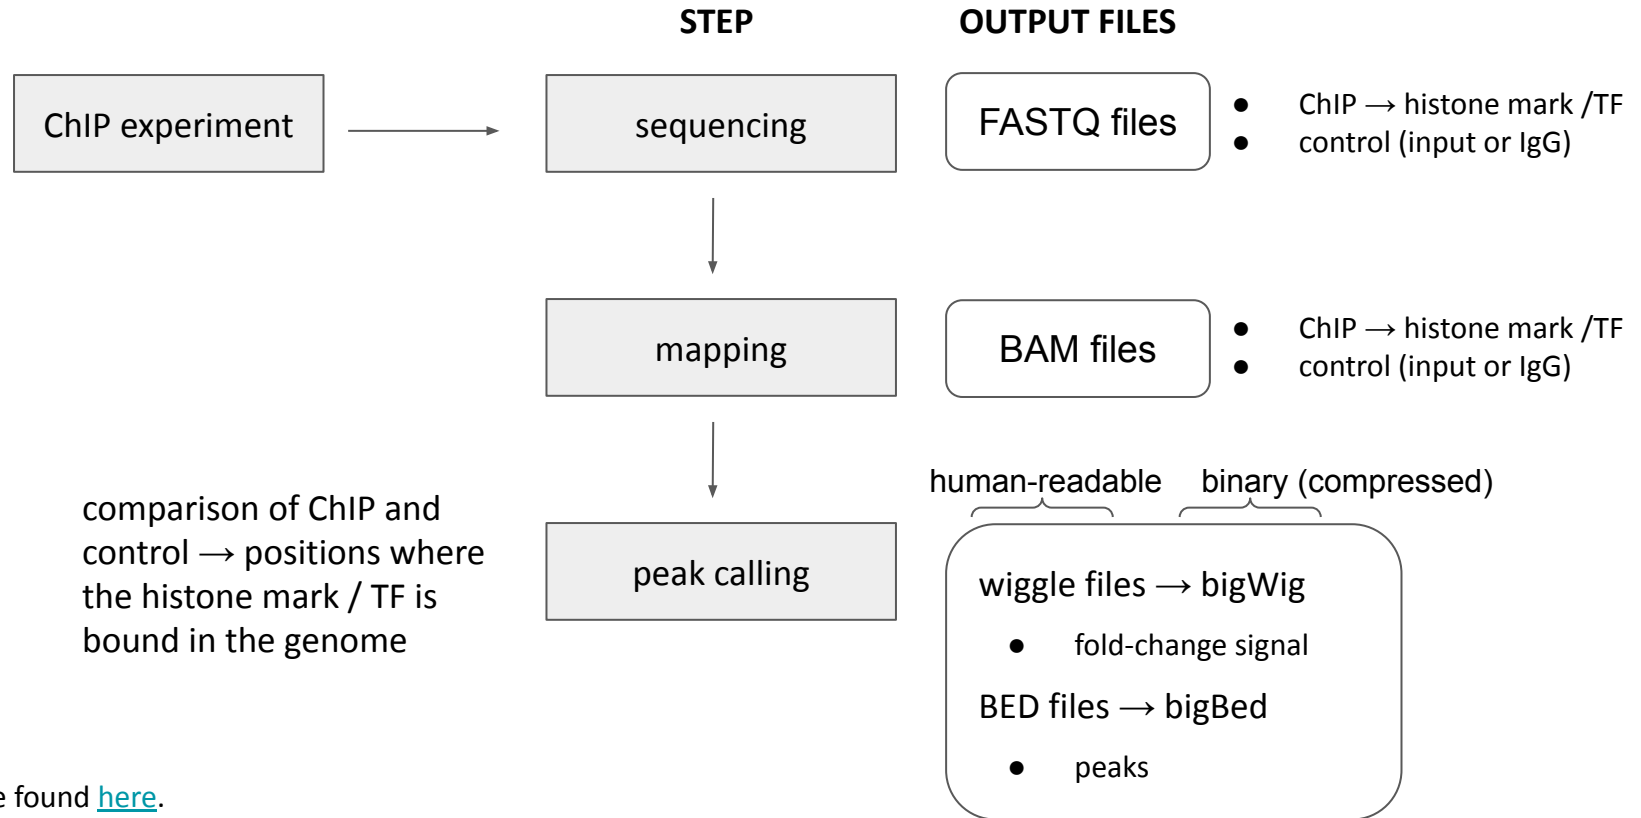 STEP
OUTPUT FILES
ChIP experiment
sequencing
FASTQ files
● ChIP → histone mark /TF
● control (input or IgG)
mapping
BAM files
● ChIP → histone mark /TF
● control (input or IgG)
comparison of ChIP and
control → positions where
the histone mark / TF is
bound in the genome
peak calling
human-readable
binary (compressed)
wiggle files → bigWig
● fold-change signal
BED files → bigBed
● peaks
e found here.